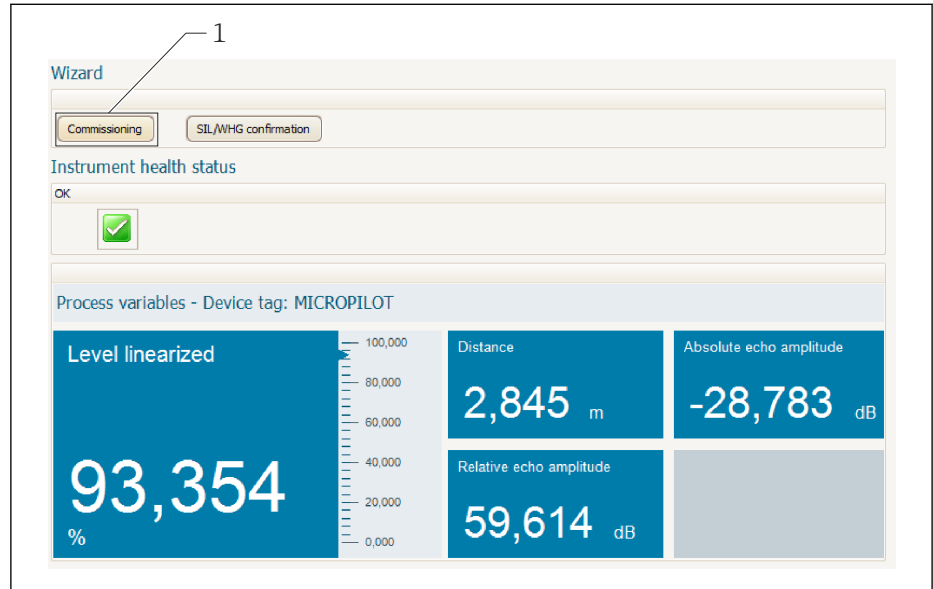 1
Wizard
Commissioning
SIL/WHG confirmation
Instrument health status
OK
Process variables - Device tag: MICROPILOT
Level linearized
93,354
%
100,000
80,000
60,000
40,000
20,000
0,000
Distance
2,845 m
Absolute echo amplitude
-28,783 dB
Relative echo amplitude
59,614 dB